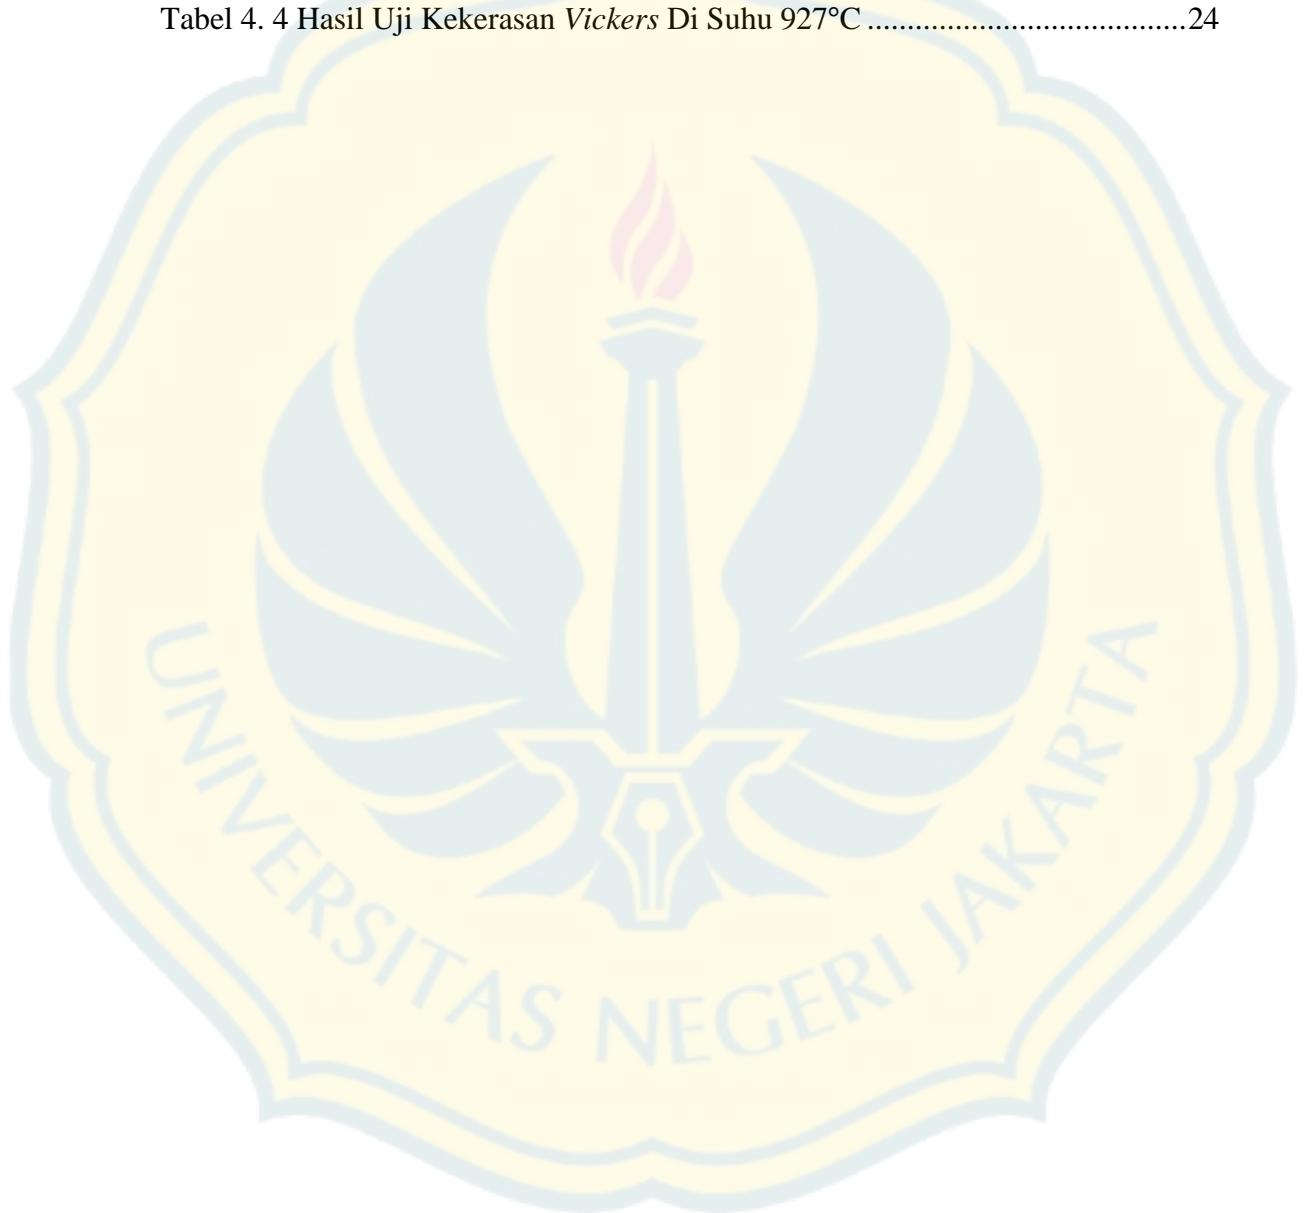 Tabel 4. 4 Hasil Uji Kekerasan Vickers Di Suhu 927°C ........................................24
UNIVERSITAS NEGERI JAKARTA